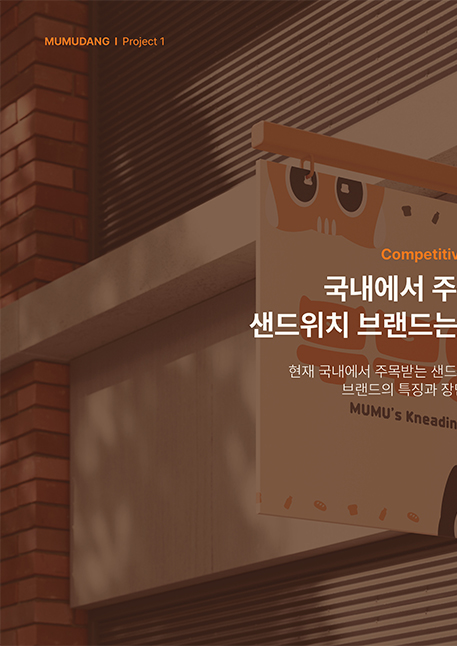 MUMUDANG I Project 1
Competitiv
국내에서 주
샌드위치 브랜드는
현재 국내에서 주목받는 샌드
브랜드의 특징과 장단
MUMU's Kneadin